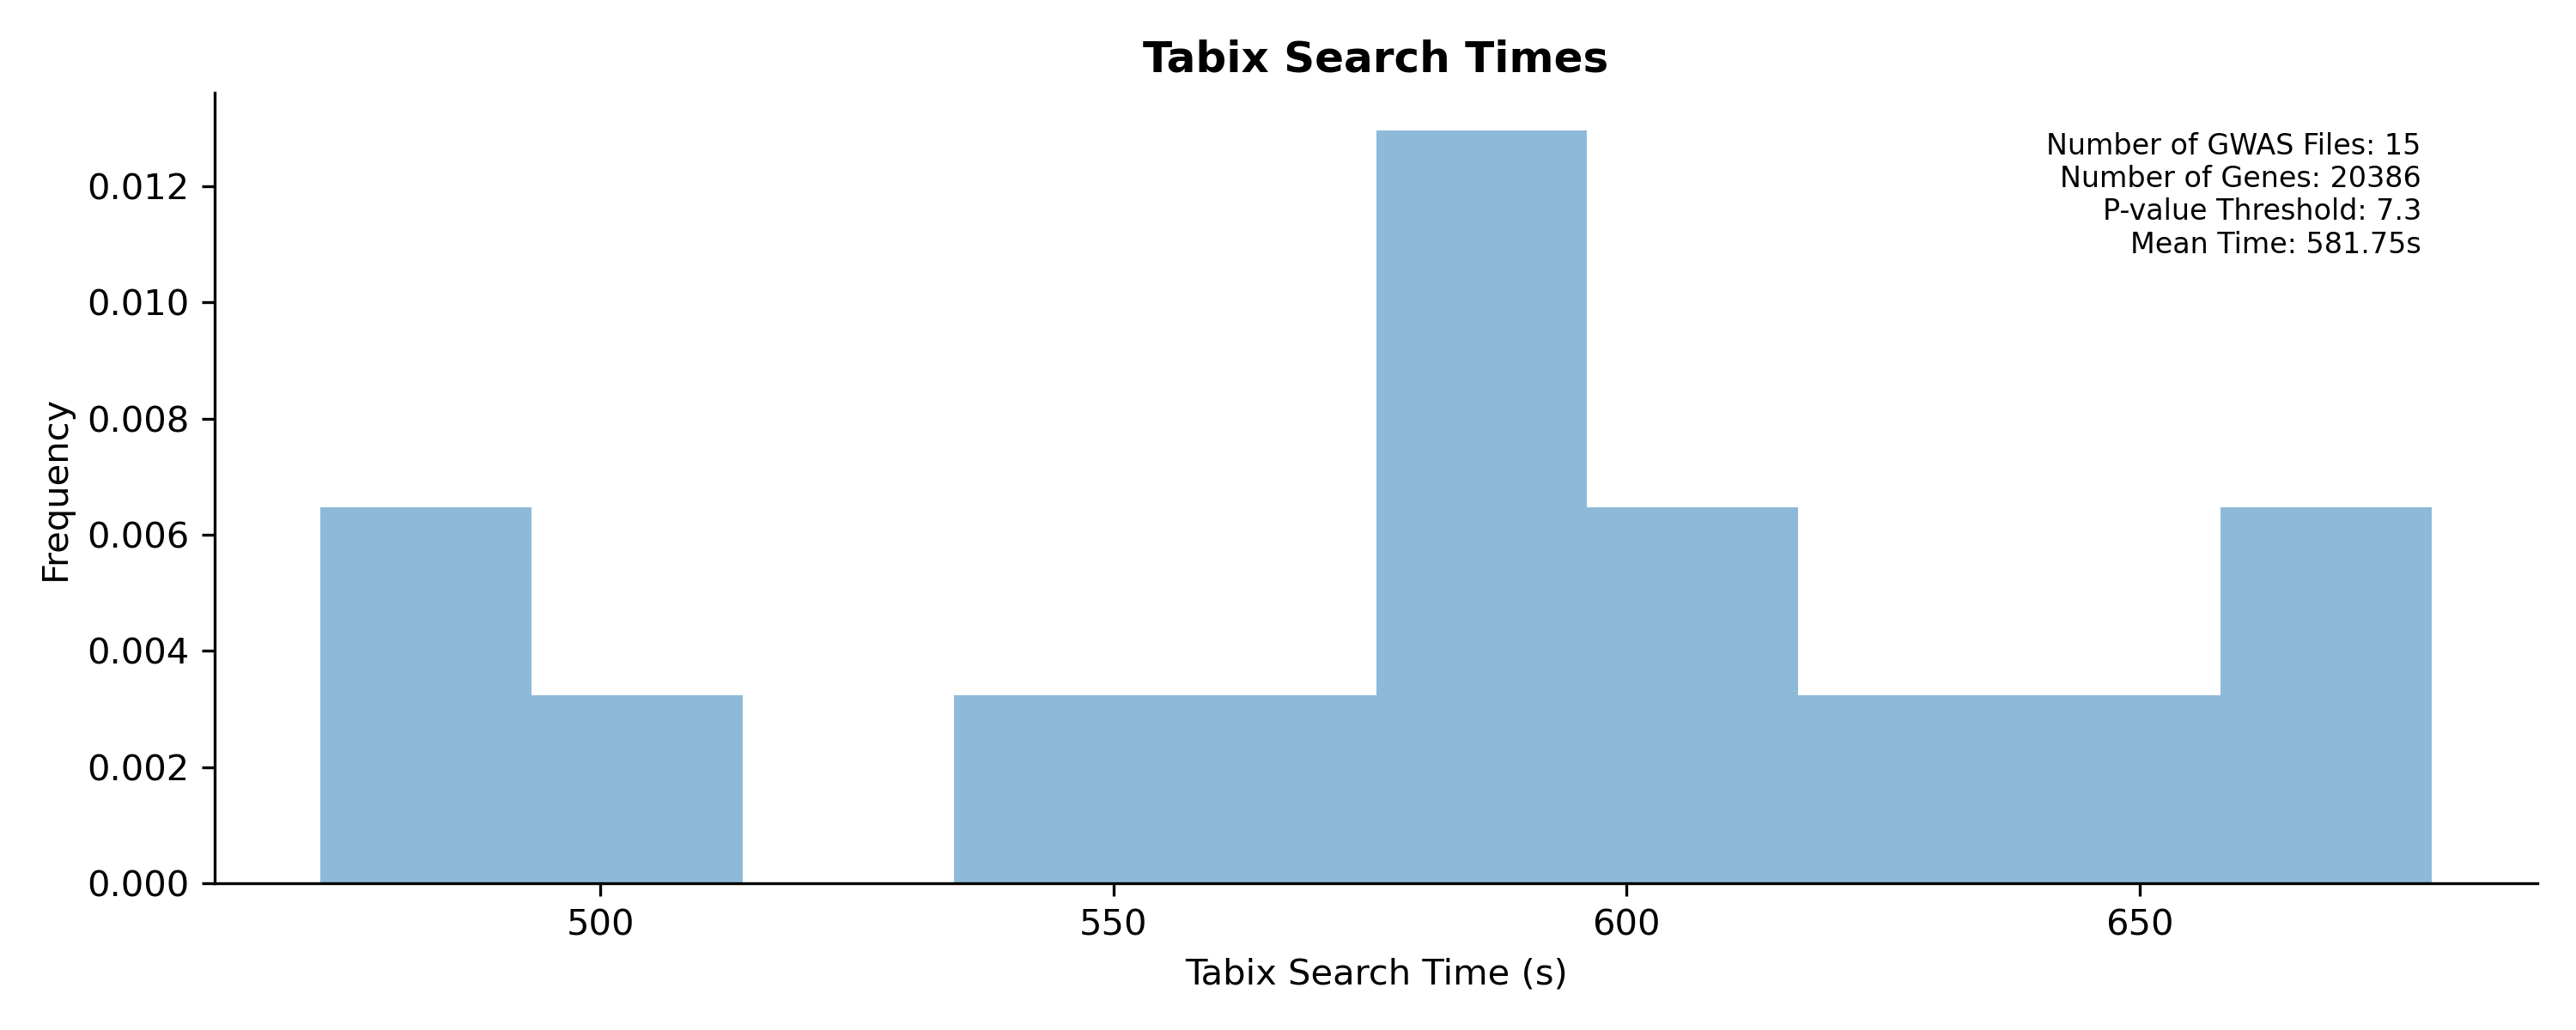 Tabix Search Times
Number of GWAS Files: 15
Number of Genes: 20386
P-value Threshold: 7.3
Mean Time: 581.75s
Frequency
0.012
0.010
0.008
0.006
0.004
0.002
0.000
500 550 600 650
Tabix Search Time (s)